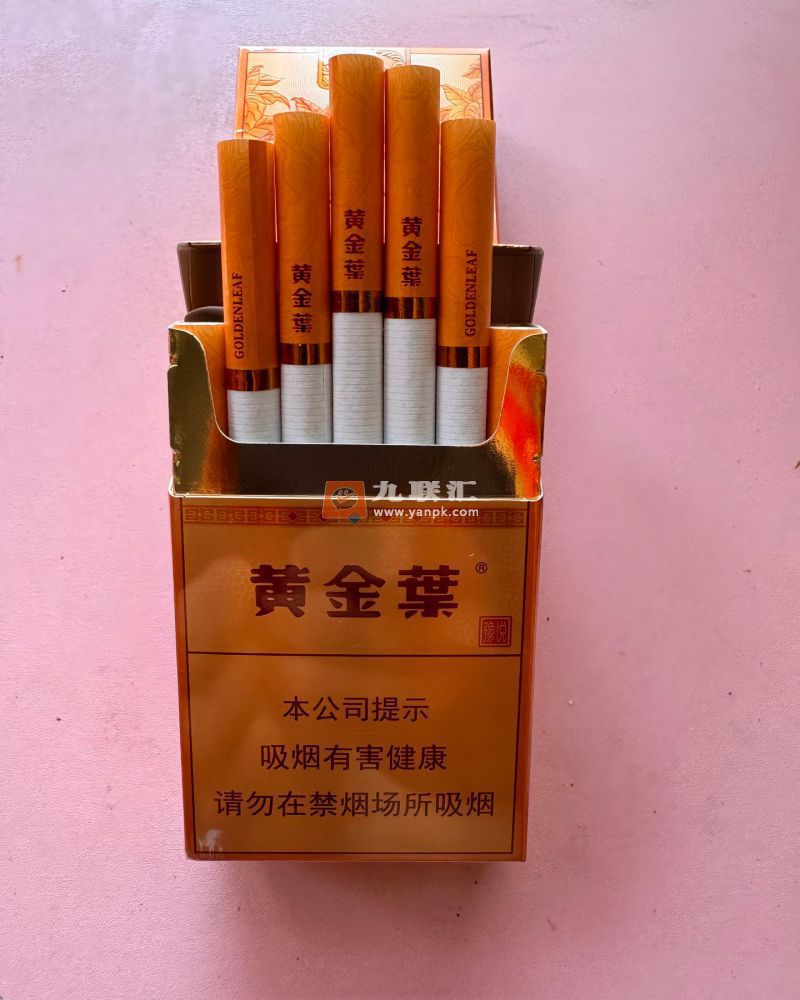 黄金葉
黄金葉
黄金葉
GOLDENLEAF
GOLDENLEAF
九联汇
www.yanpk.com
黄金葉®
豫悦
本公司提示
吸烟有害健康
请勿在禁烟场所吸烟